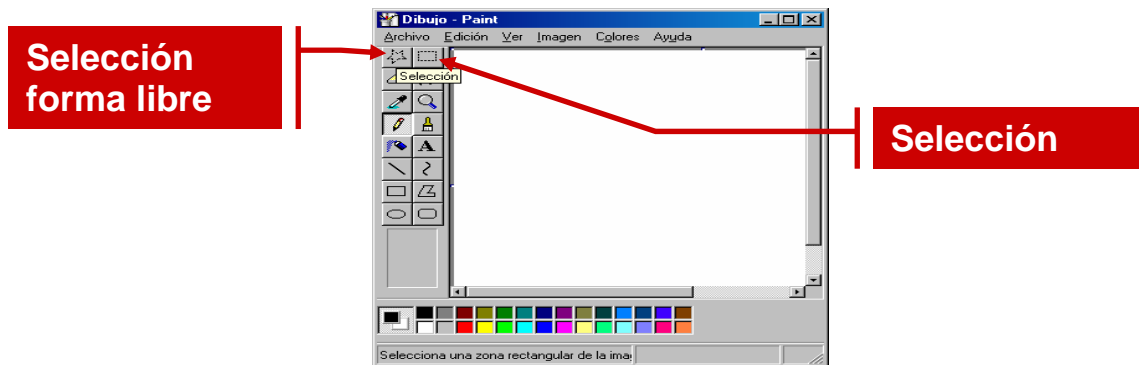 Dibujo - Paint
Archivo Edición Ver Imagen Colores Ayuda
Selección
forma libre
Selección
A
Selección
Selecciona una zona rectangular de la ima